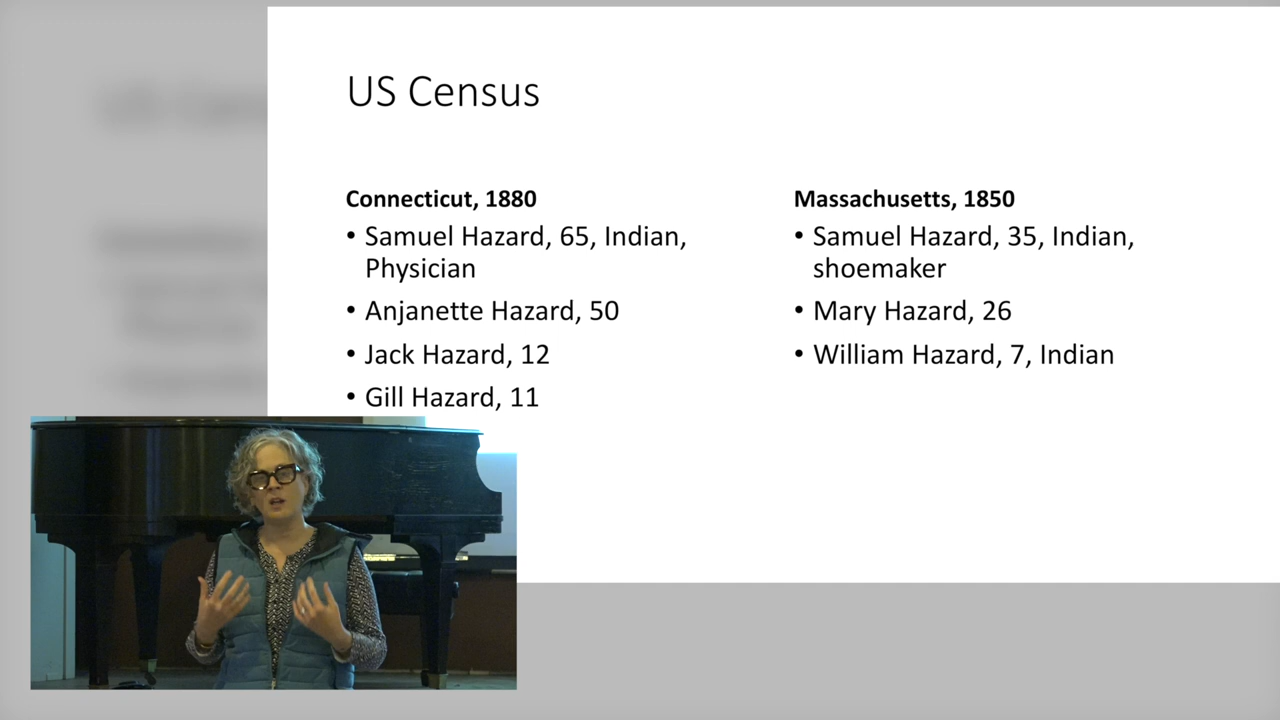 US Census
Connecticut, 1880
• Samuel Hazard, 65, Indian,
Physician
• Anjanette Hazard, 50
• Jack Hazard, 12
• Gill Hazard, 11
Massachusetts, 1850
• Samuel Hazard, 35, Indian,
shoemaker
• Mary Hazard, 26
• William Hazard, 7, Indian